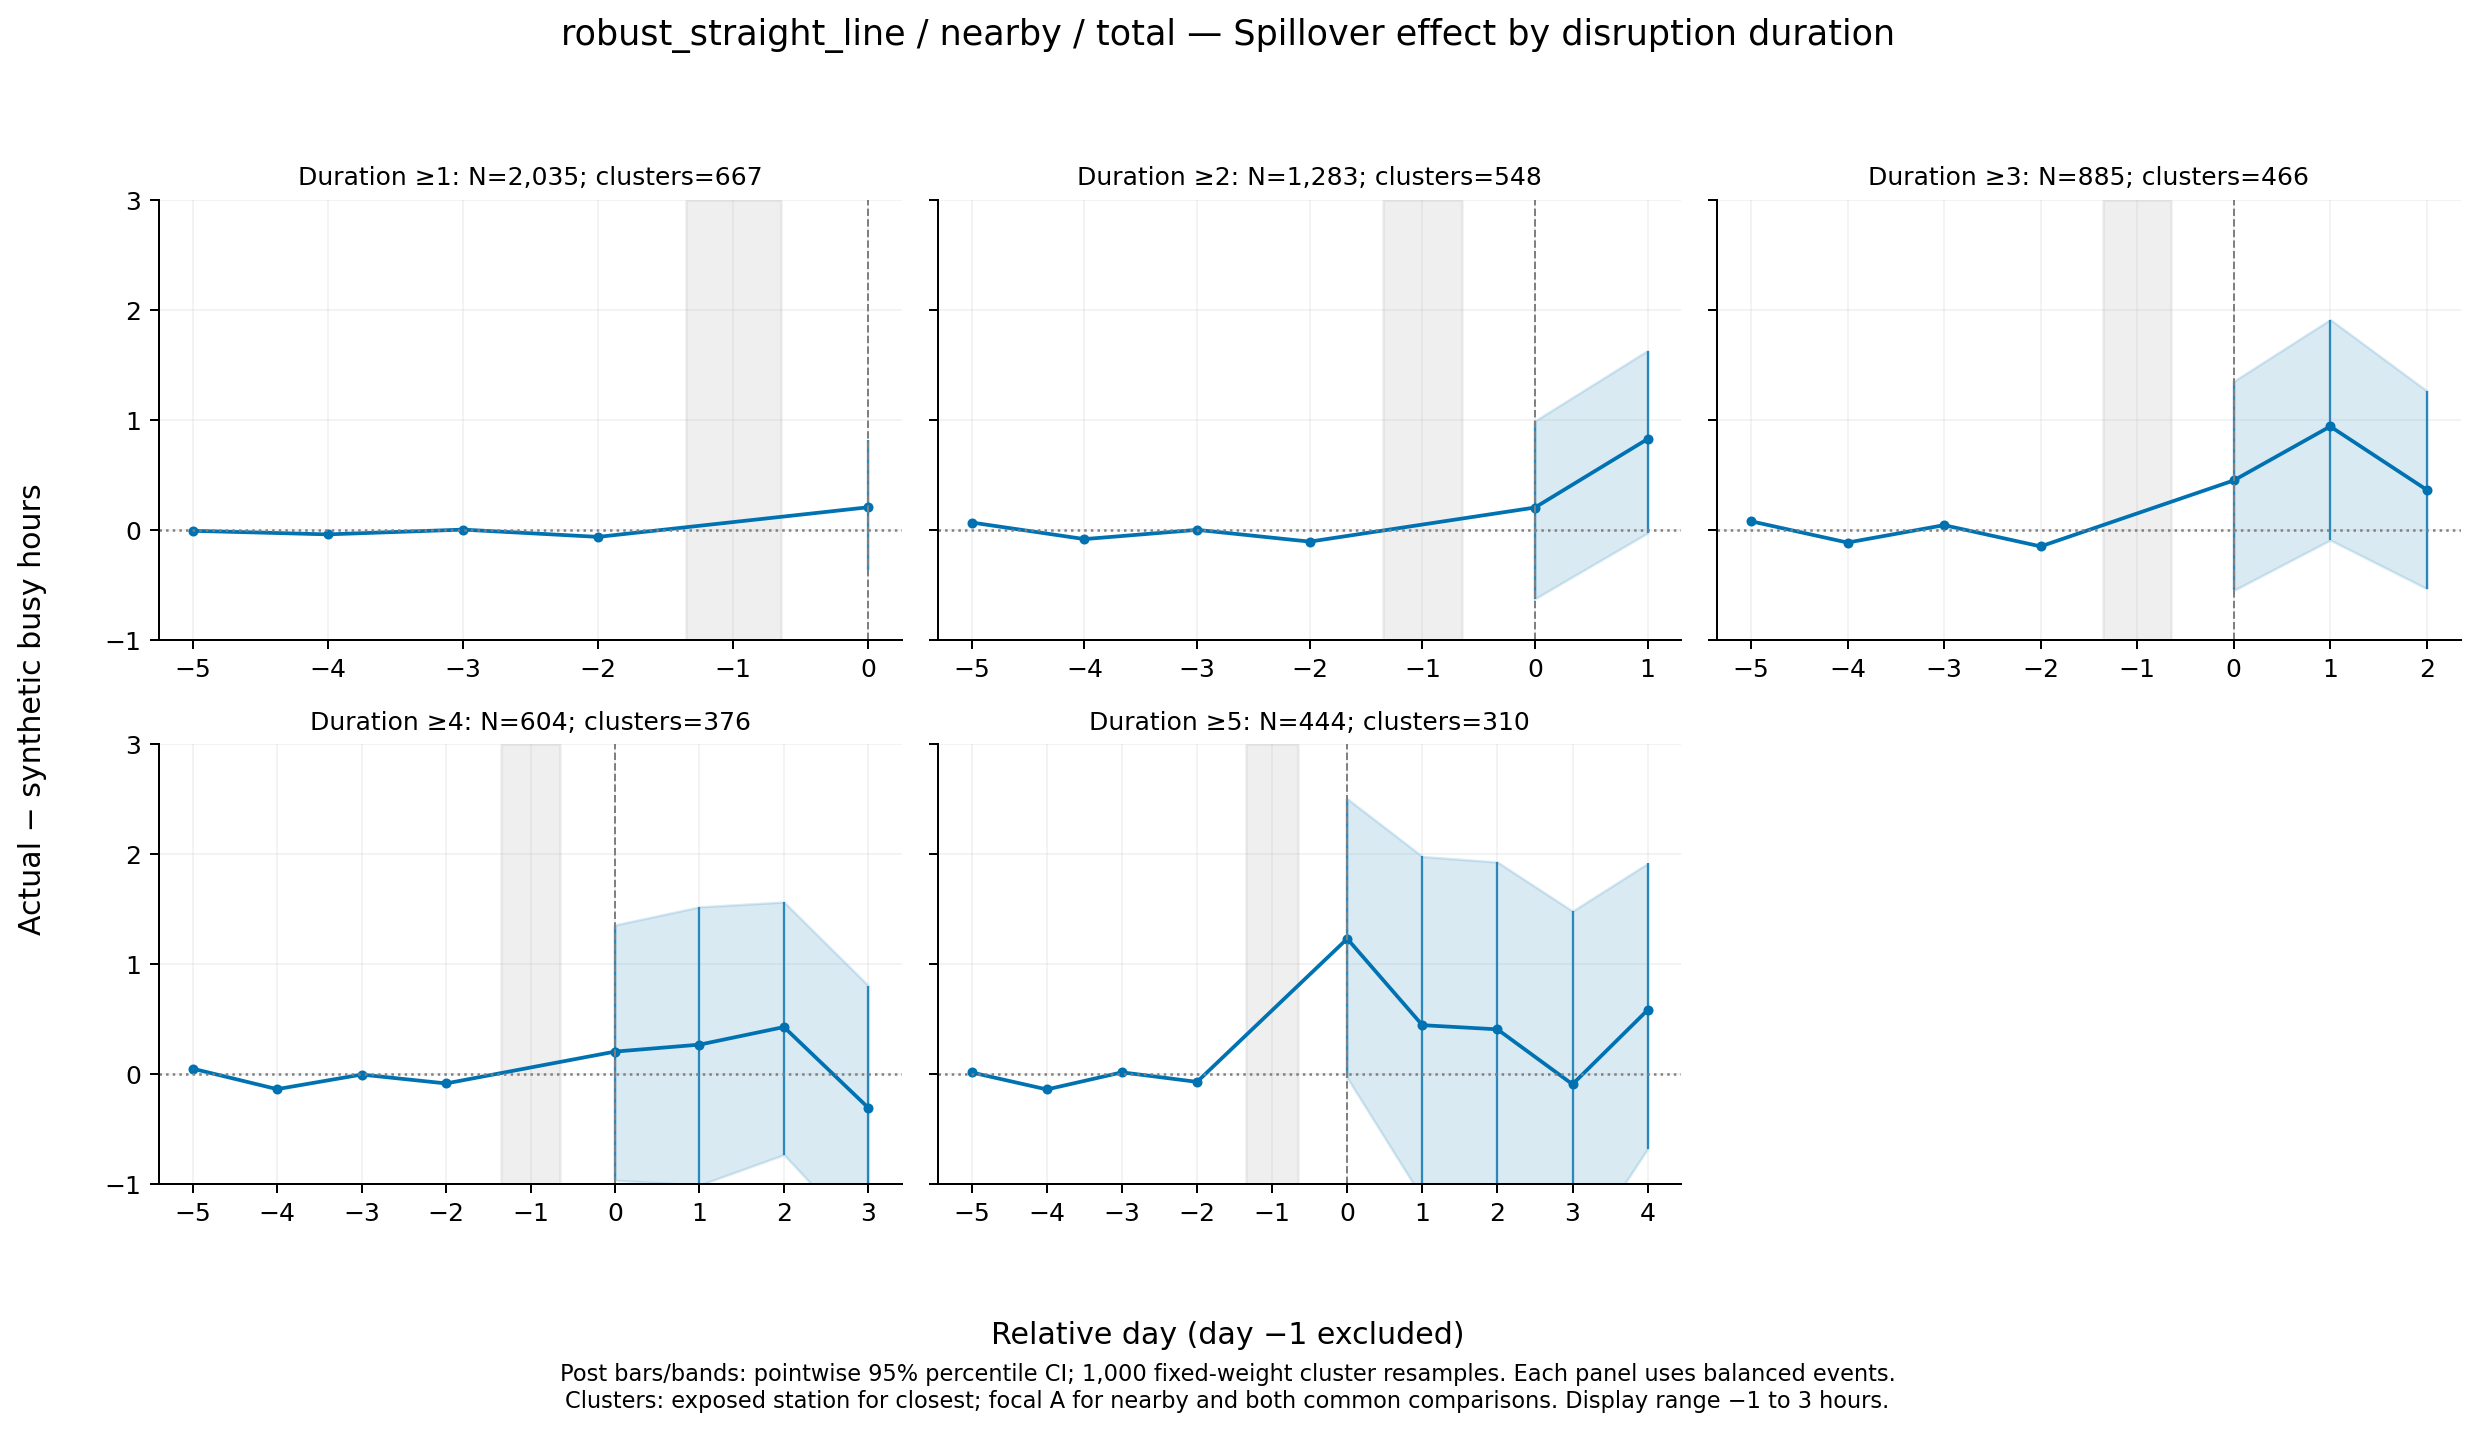 robust_straight_line / nearby / total — Spillover effect by disruption duration
Duration ≥1: N=2,035; clusters=667
Duration ≥2: N=1,283; clusters=548
Duration ≥3: N=885; clusters=466
3
2
1
0
−1
−5 −4 −3 −2 −1 0
−5 −4 −3 −2 −1 0 1
−5 −4 −3 −2 −1 0 1 2
Actual − synthetic busy hours
Duration ≥4: N=604; clusters=376
Duration ≥5: N=444; clusters=310
3
2
1
0
−1
−5 −4 −3 −2 −1 0 1 2 3
−5 −4 −3 −2 −1 0 1 2 3 4
Relative day (day −1 excluded)
Post bars/bands: pointwise 95% percentile CI; 1,000 fixed-weight cluster resamples. Each panel uses balanced events.
Clusters: exposed station for closest; focal A for nearby and both common comparisons. Display range −1 to 3 hours.